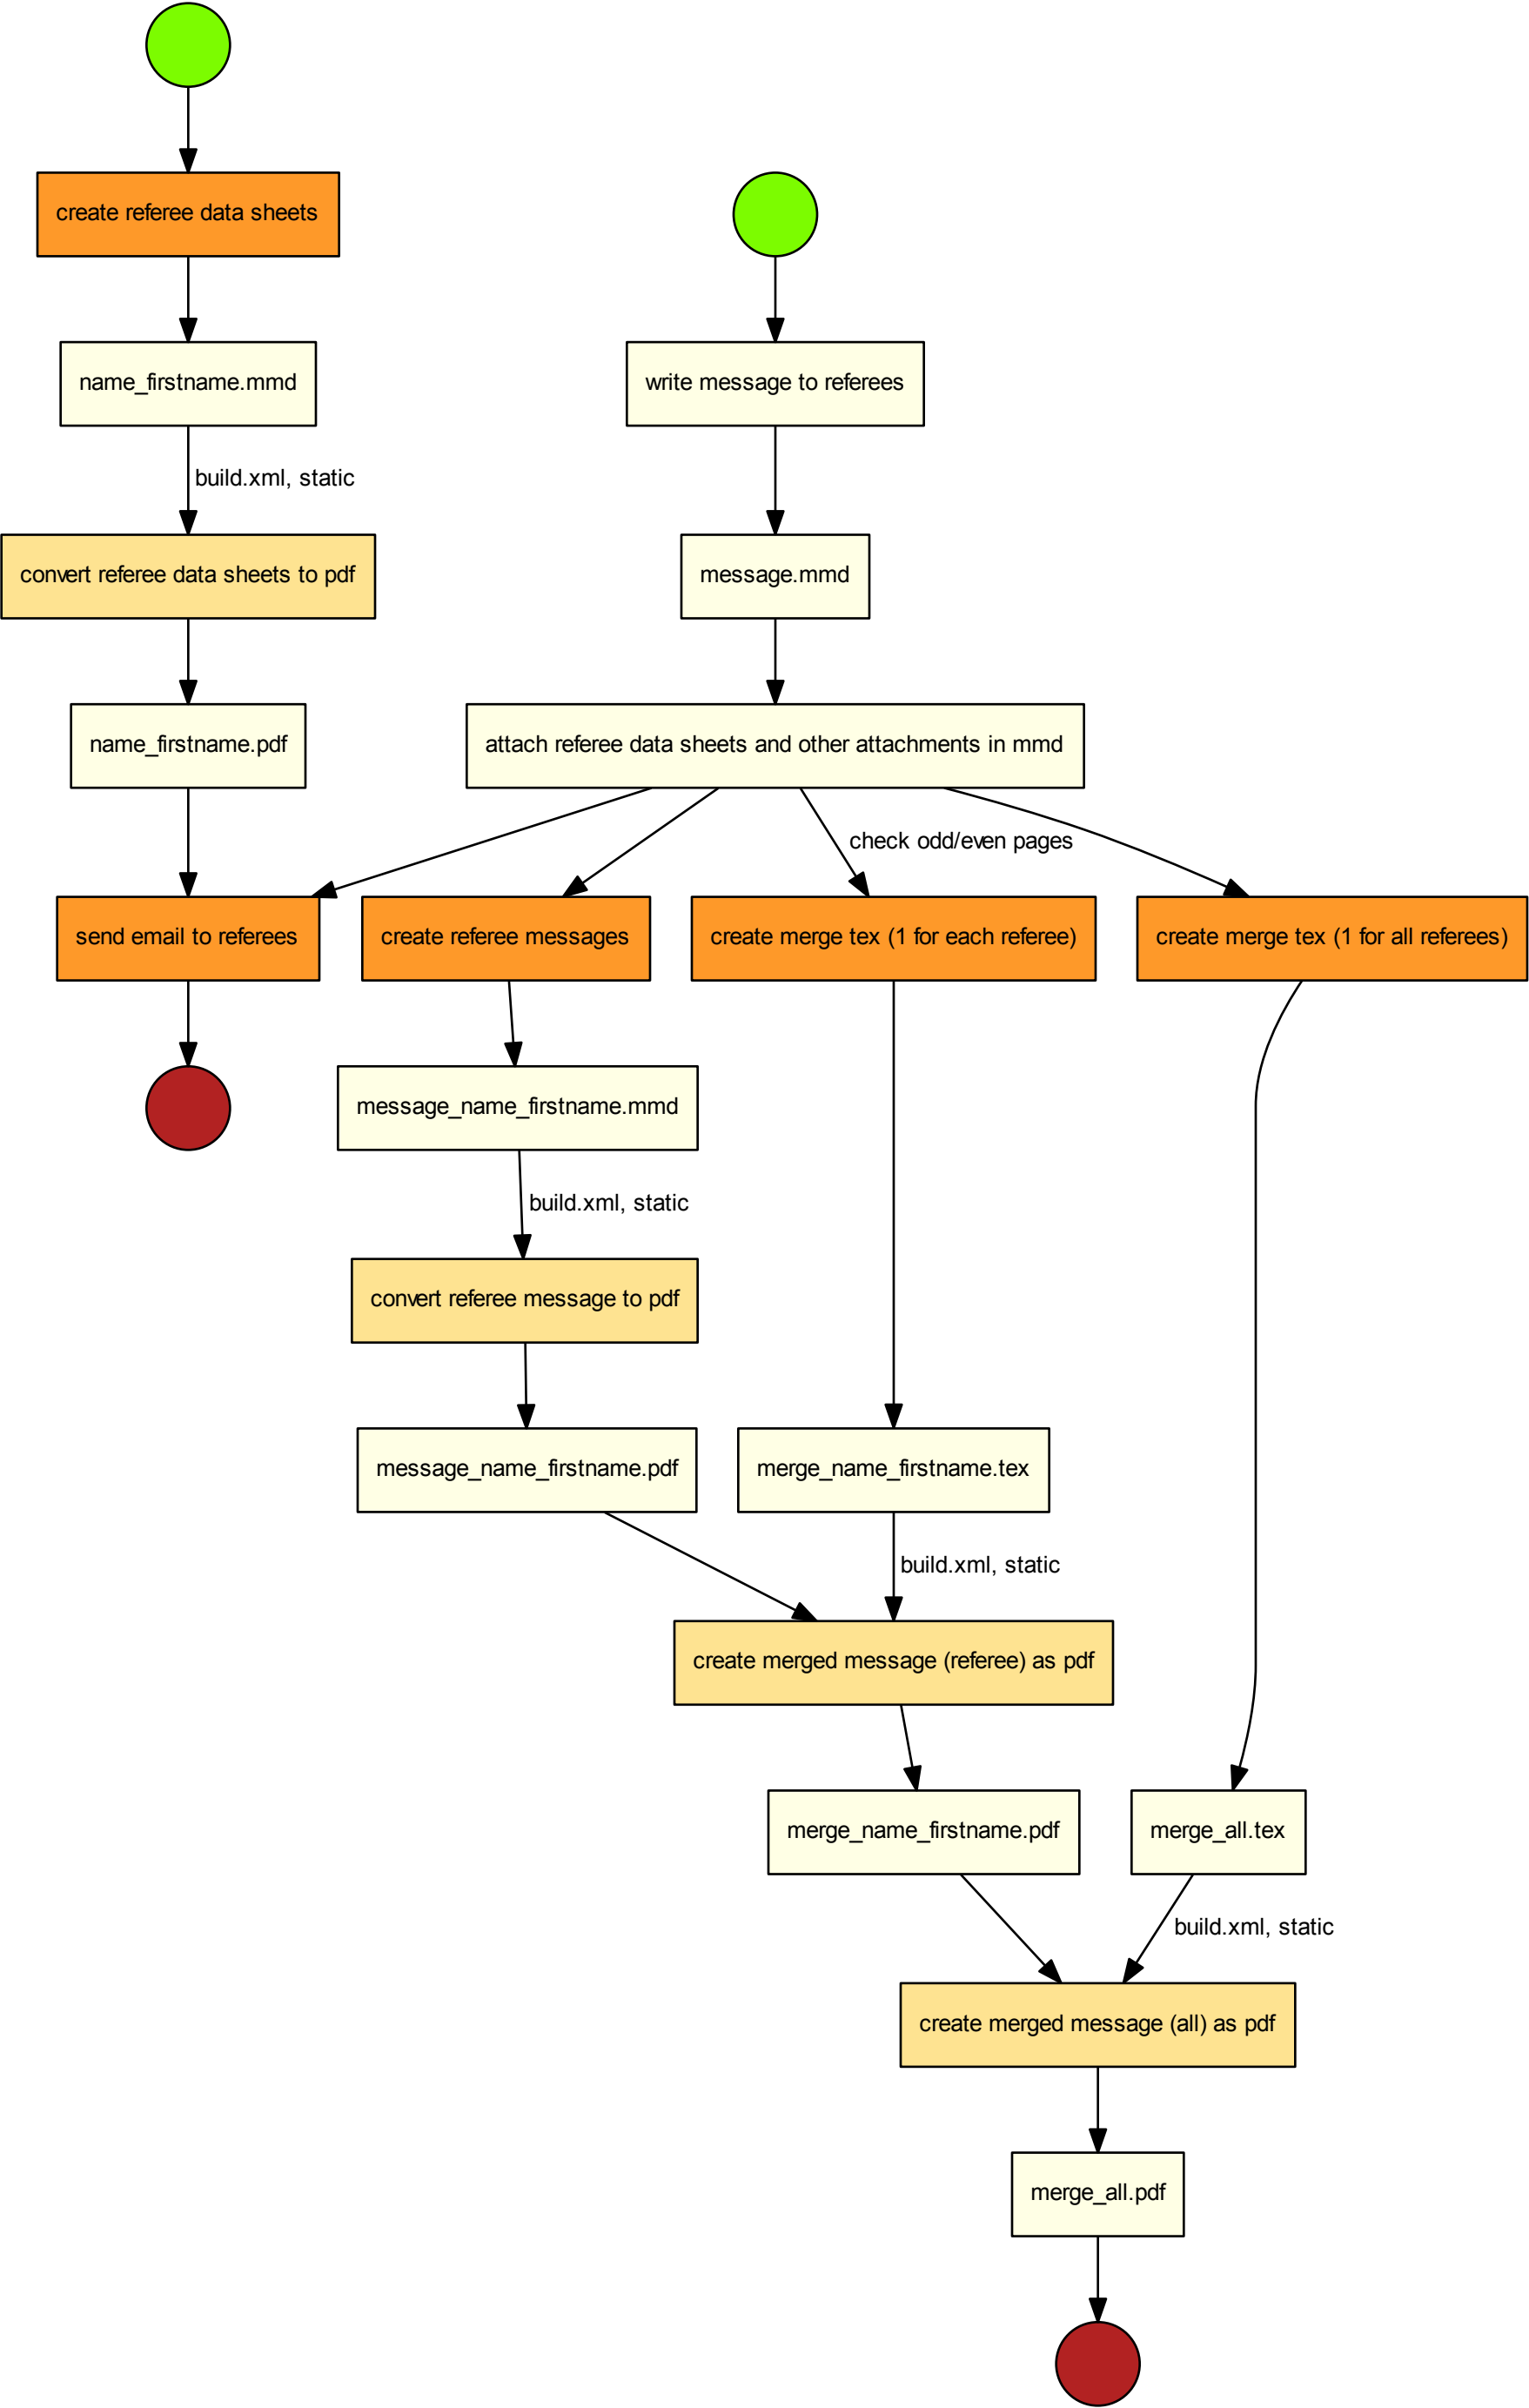 create referee data sheets
name_firstname.mmd
write message to referees
build.xml, static
convert referee data sheets to pdf
message.mmd
name_firstname.pdf
attach referee data sheets and other attachments in mmd
check odd/even pages
send email to referees
create referee messages
create merge tex (1 for each referee)
create merge tex (1 for all referees)
message_name_firstname.mmd
build.xml, static
convert referee message to pdf
message_name_firstname.pdf
merge_name_firstname.tex
build.xml, static
create merged message (referee) as pdf
merge_name_firstname.pdf
merge_all.tex
build.xml, static
create merged message (all) as pdf
merge_all.pdf